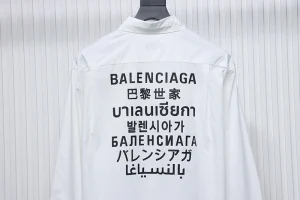 BALENCIAGA
巴黎世家
บาเลนเซียกา
발렌시아가
БАЛЕНСИАГА
バレンシアガ
بالنسياغا